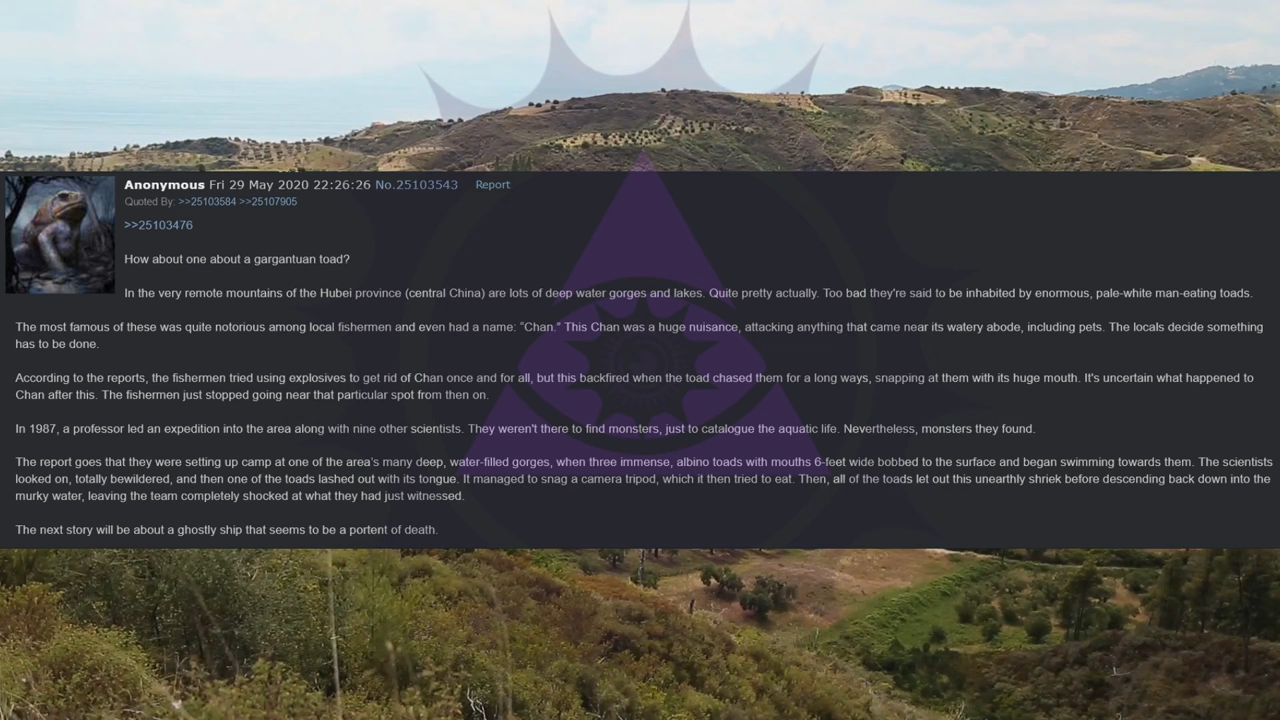 Anonymous Fri 29 May 2020 22:26:26 No.25103543 Report
Quoted By: >>25103584 >>25107905
>>25103476
How about one about a gargantuan toad?
In the very remote mountains of the Hubei province (central China) are lots of deep water gorges and lakes. Quite pretty actually. Too bad they're said to be inhabited by enormous, pale-white man-eating toads.
The most famous of these was quite notorious among local fishermen and even had a name: "Chan." This Chan was a huge nuisance, attacking anything that came near its watery abode, including pets. The locals decide something
has to be done.
According to the reports, the fishermen tried using explosives to get rid of Chan once and for all, but this backfired when the toad chased them for a long ways, snapping at them with its huge mouth. It's uncertain what happened to
Chan after this. The fishermen just stopped going near that particular spot from then on.
In 1987, a professor led an expedition into the area along with nine other scientists. They weren't there to find monsters, just to catalogue the aquatic life. Nevertheless, monsters they found.
The report goes that they were setting up camp at one of the area's many deep, water-filled gorges, when three immense, albino toads with mouths 6-feet wide bobbed to the surface and began swimming towards them. The scientists
looked on, totally bewildered, and then one of the toads lashed out with its tongue. It managed to snag a camera tripod, which it then tried to eat. Then, all of the toads let out this unearthly shriek before descending back down into the
murky water, leaving the team completely shocked at what they had just witnessed.
The next story will be about a ghostly ship that seems to be a portent of death.